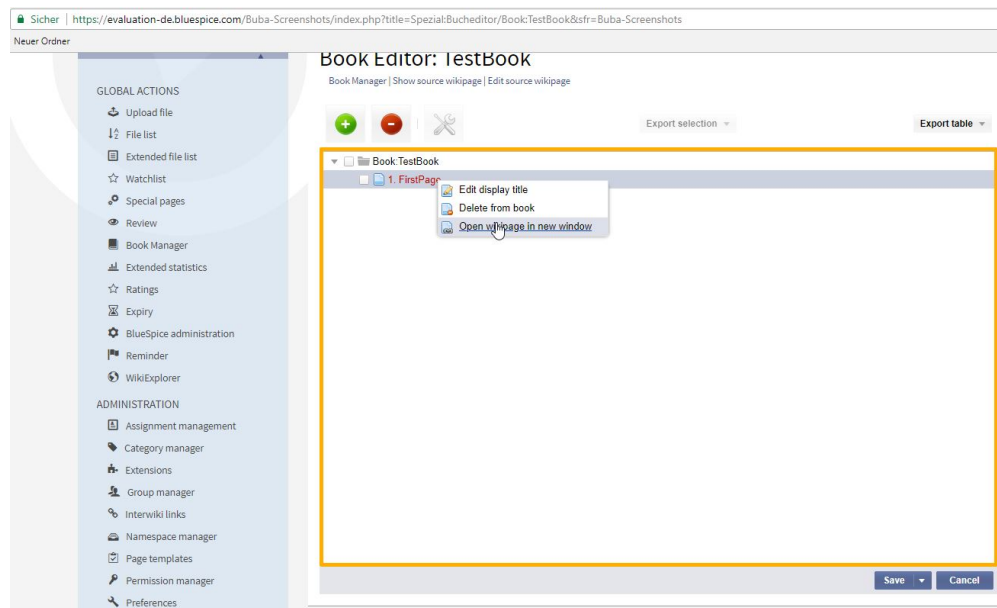 Sicher | https://evaluation-de.bluespice.com/Buba-Screenshots/index.php?title=Spezial:Bucheditor/Book:TestBook&sfr=Buba-Screenshots
Neuer Ordner
Book Editor: TestBook
Book Manager | Show source wikipage | Edit source wikipage
Export selection
Export table
GLOBAL ACTIONS
Upload file
File list
Extended file list
Watchlist
Special pages
Review
Book Manager
Extended statistics
Ratings
Expiry
BlueSpice administration
Reminder
WikiExplorer
ADMINISTRATION
Assignment management
Category manager
Extensions
Group manager
Interwiki links
Namespace manager
Page templates
Permission manager
Preferences
Book:TestBook
1. FirstPage
Edit display title
Delete from book
Open wikipage in new window
Save
Cancel